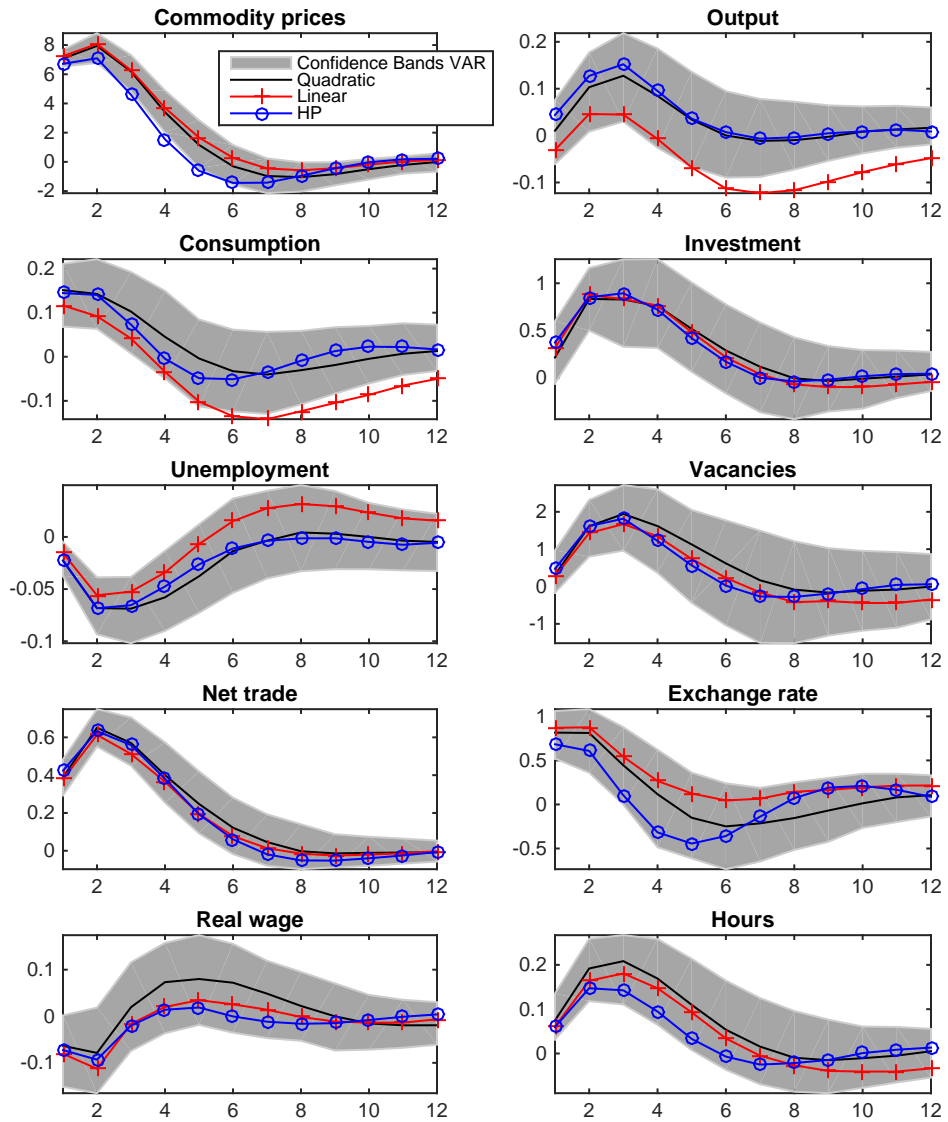 Commodity prices
8
6
4
2
0
-2
2 4 6 8 10 12
Confidence Bands VAR
Quadratic
Linear
HP
Output
0.2
0.1
0
-0.1
2 4 6 8 10 12
Consumption
0.2
0.1
0
-0.1
2 4 6 8 10 12
Investment
1
0.5
0
2 4 6 8 10 12
Unemployment
0
-0.05
-0.1
2 4 6 8 10 12
Vacancies
2
1
0
-1
2 4 6 8 10 12
Net trade
0.6
0.4
0.2
0
2 4 6 8 10 12
Exchange rate
1
0.5
0
-0.5
2 4 6 8 10 12
Real wage
0.1
0
-0.1
2 4 6 8 10 12
Hours
0.2
0.1
0
2 4 6 8 10 12